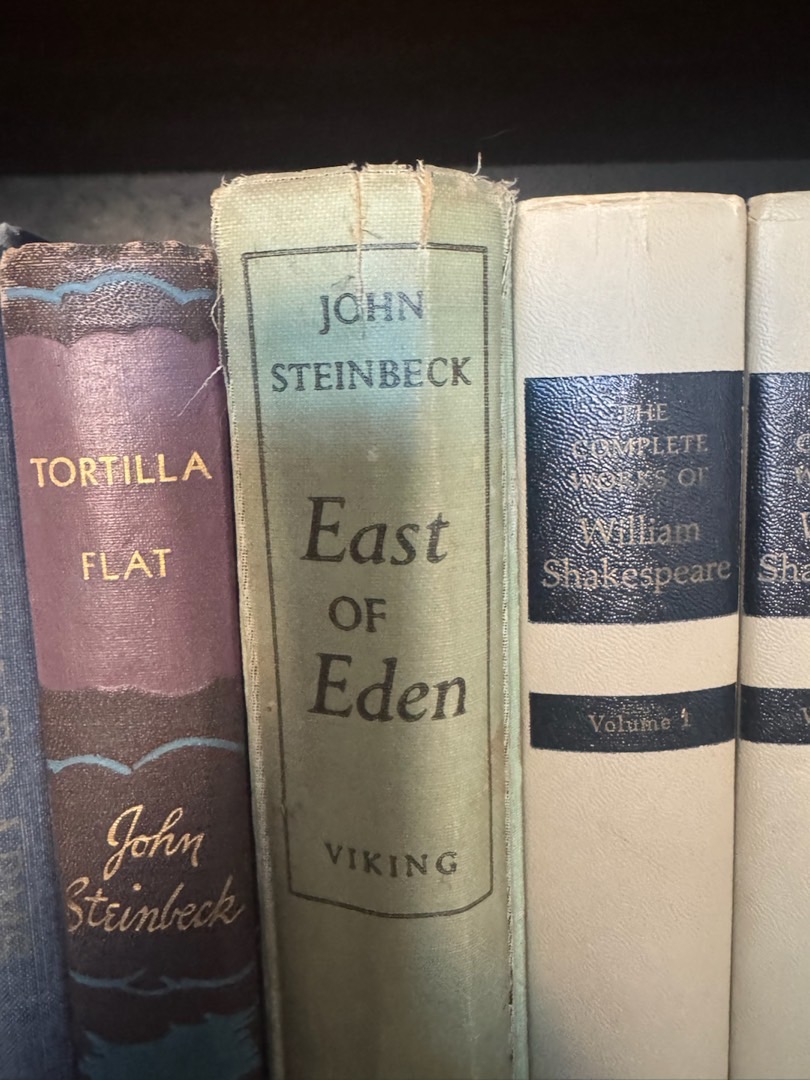 TORTILLA
FLAT
John
Steinbeck
JOHN
STEINBECK
East
OF
Eden
VIKING
THE
COMPLETE
WORKS OF
William
Shakespeare
Volume 1